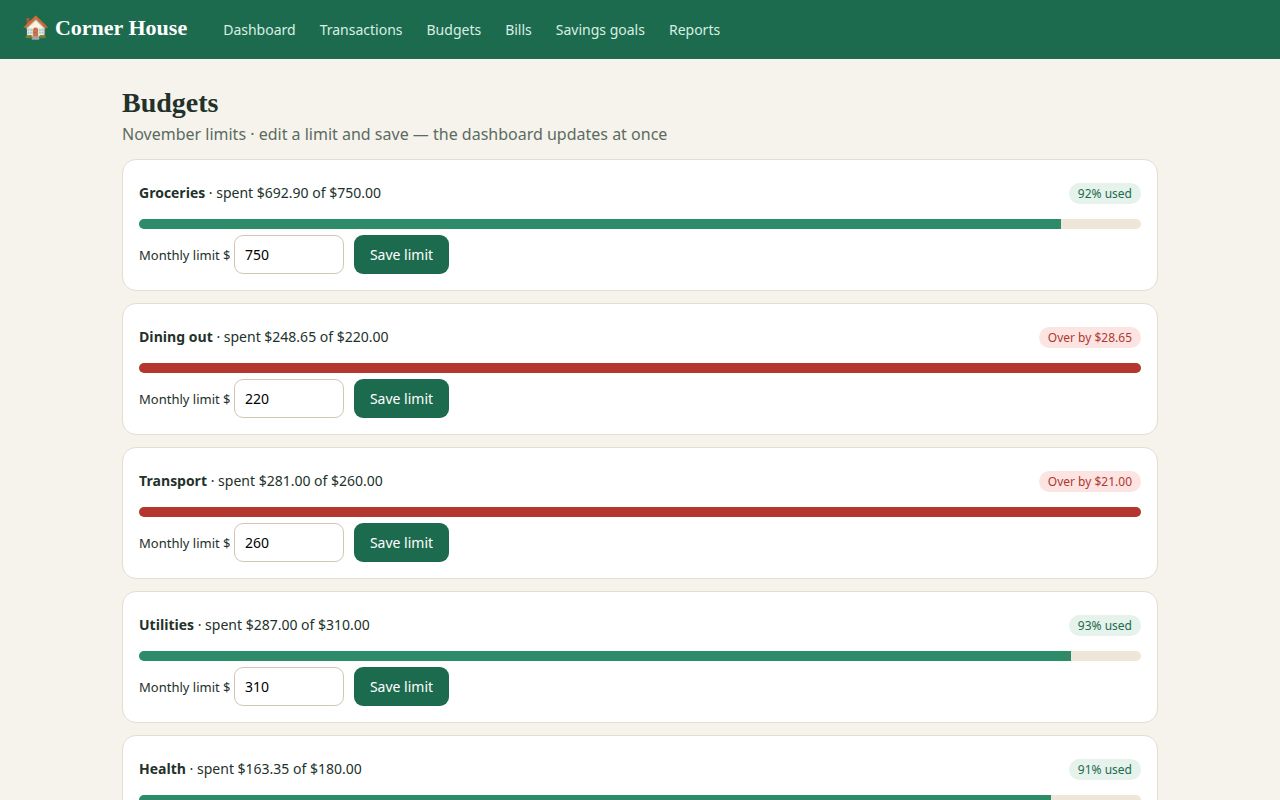 🏠 Corner House Dashboard Transactions Budgets Bills Savings goals Reports
Budgets
November limits · edit a limit and save — the dashboard updates at once
Groceries · spent $692.90 of $750.00 92% used
Monthly limit $ 750 Save limit
Dining out · spent $248.65 of $220.00 Over by $28.65
Monthly limit $ 220 Save limit
Transport · spent $281.00 of $260.00 Over by $21.00
Monthly limit $ 260 Save limit
Utilities · spent $287.00 of $310.00 93% used
Monthly limit $ 310 Save limit
Health · spent $163.35 of $180.00 91% used